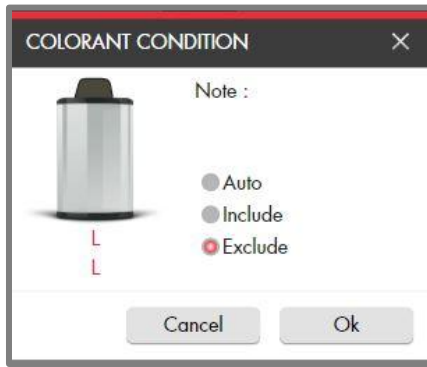 COLORANT CONDITION
Note :
Auto
Include
Exclude
L
L
Cancel
Ok